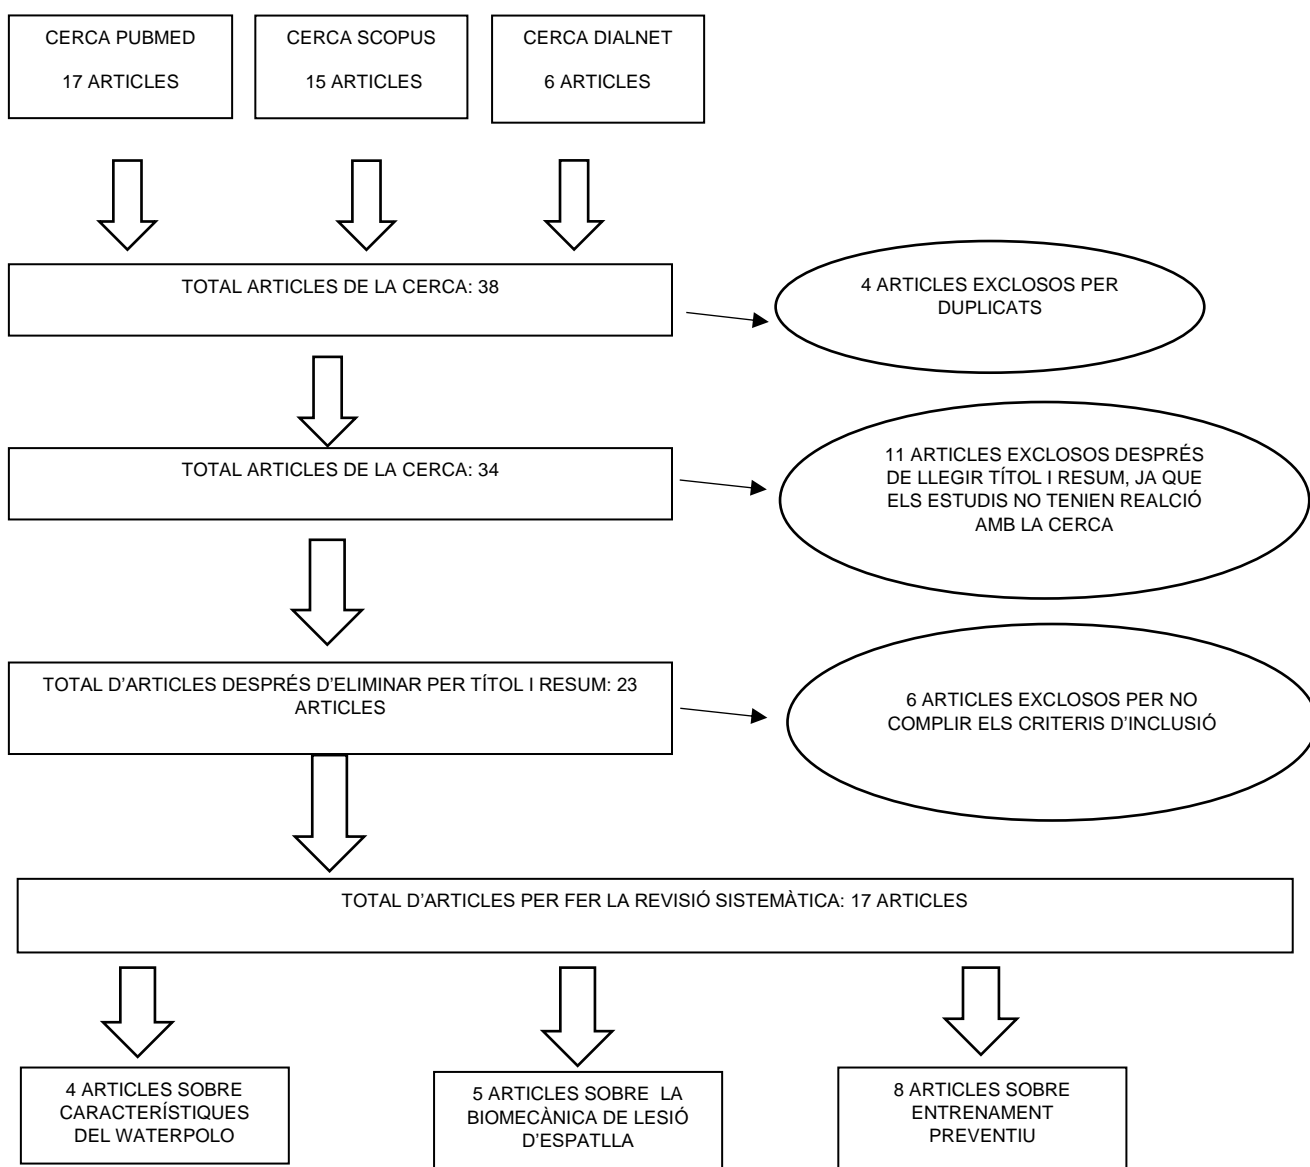 CERCA PUBMED
17 ARTICLES
CERCA SCOPUS
15 ARTICLES
CERCA DIALNET
6 ARTICLES
TOTAL ARTICLES DE LA CERCA: 38
4 ARTICLES EXCLOSOS PER
DUPLICATS
TOTAL ARTICLES DE LA CERCA: 34
11 ARTICLES EXCLOSOS DESPRÉS
DE LLEGIR TÍTOL I RESUM, JA QUE
ELS ESTUDIS NO TENIEN REALCIÓ
AMB LA CERCA
TOTAL D’ARTICLES DESPRÉS D’ELIMINAR PER TÍTOL I RESUM: 23
ARTICLES
6 ARTICLES EXCLOSOS PER NO
COMPLIR ELS CRITERIS D’INCLUSIÓ
TOTAL D’ARTICLES PER FER LA REVISIÓ SISTEMÀTICA: 17 ARTICLES
4 ARTICLES SOBRE
CARACTERÍSTIQUES
DEL WATERPOLO
5 ARTICLES SOBRE LA
BIOMECÀNICA DE LESIÓ
D’ESPATLLA
8 ARTICLES SOBRE
ENTRENAMENT
PREVENTIU